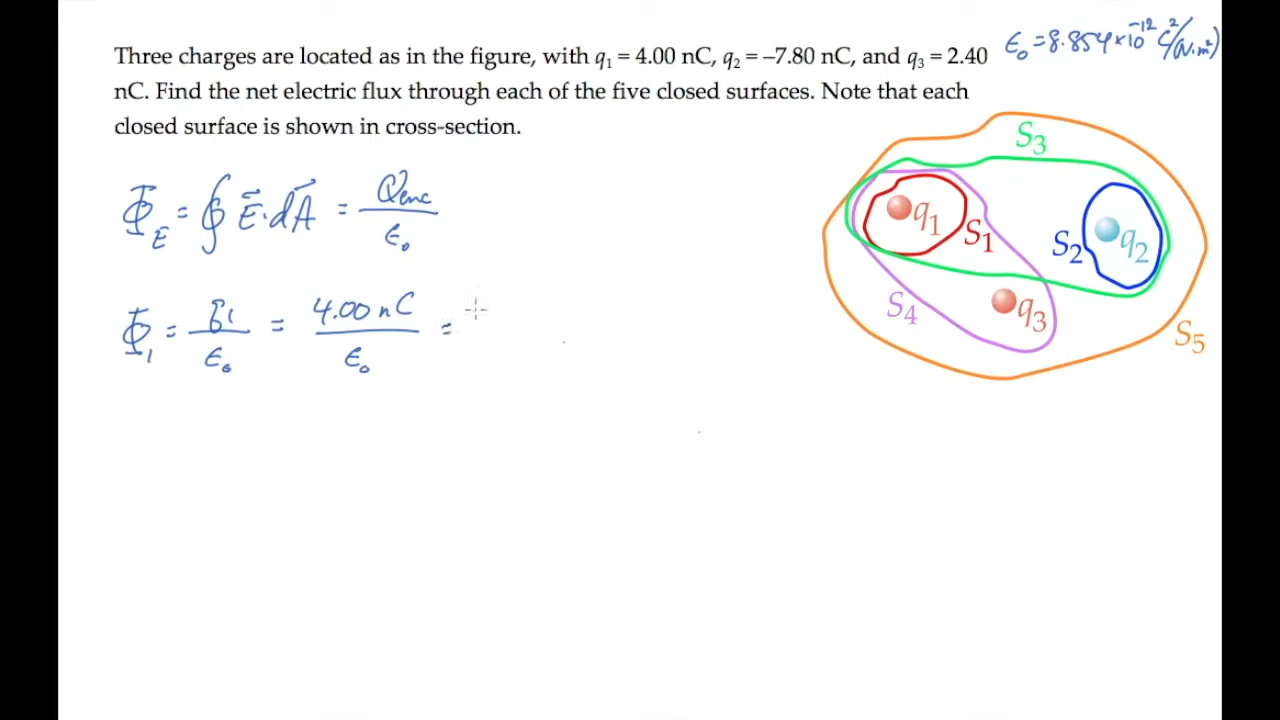 Three charges are located as in the figure, with q₁ = 4.00 nC, q₂ = –7.80 nC, and q₃ = 2.40
nC. Find the net electric flux through each of the five closed surfaces. Note that each
closed surface is shown in cross-section.
ε₀ = 8.854×10⁻¹² C²/(N·m²)
Φ_E = ∮ E⃗·dA⃗ = Q_enc/ε₀
Φ₁ = q₁/ε₀ = 4.00 nC/ε₀ =
S₃
q₁
S₁
S₂
q₂
S₄
q₃
S₅